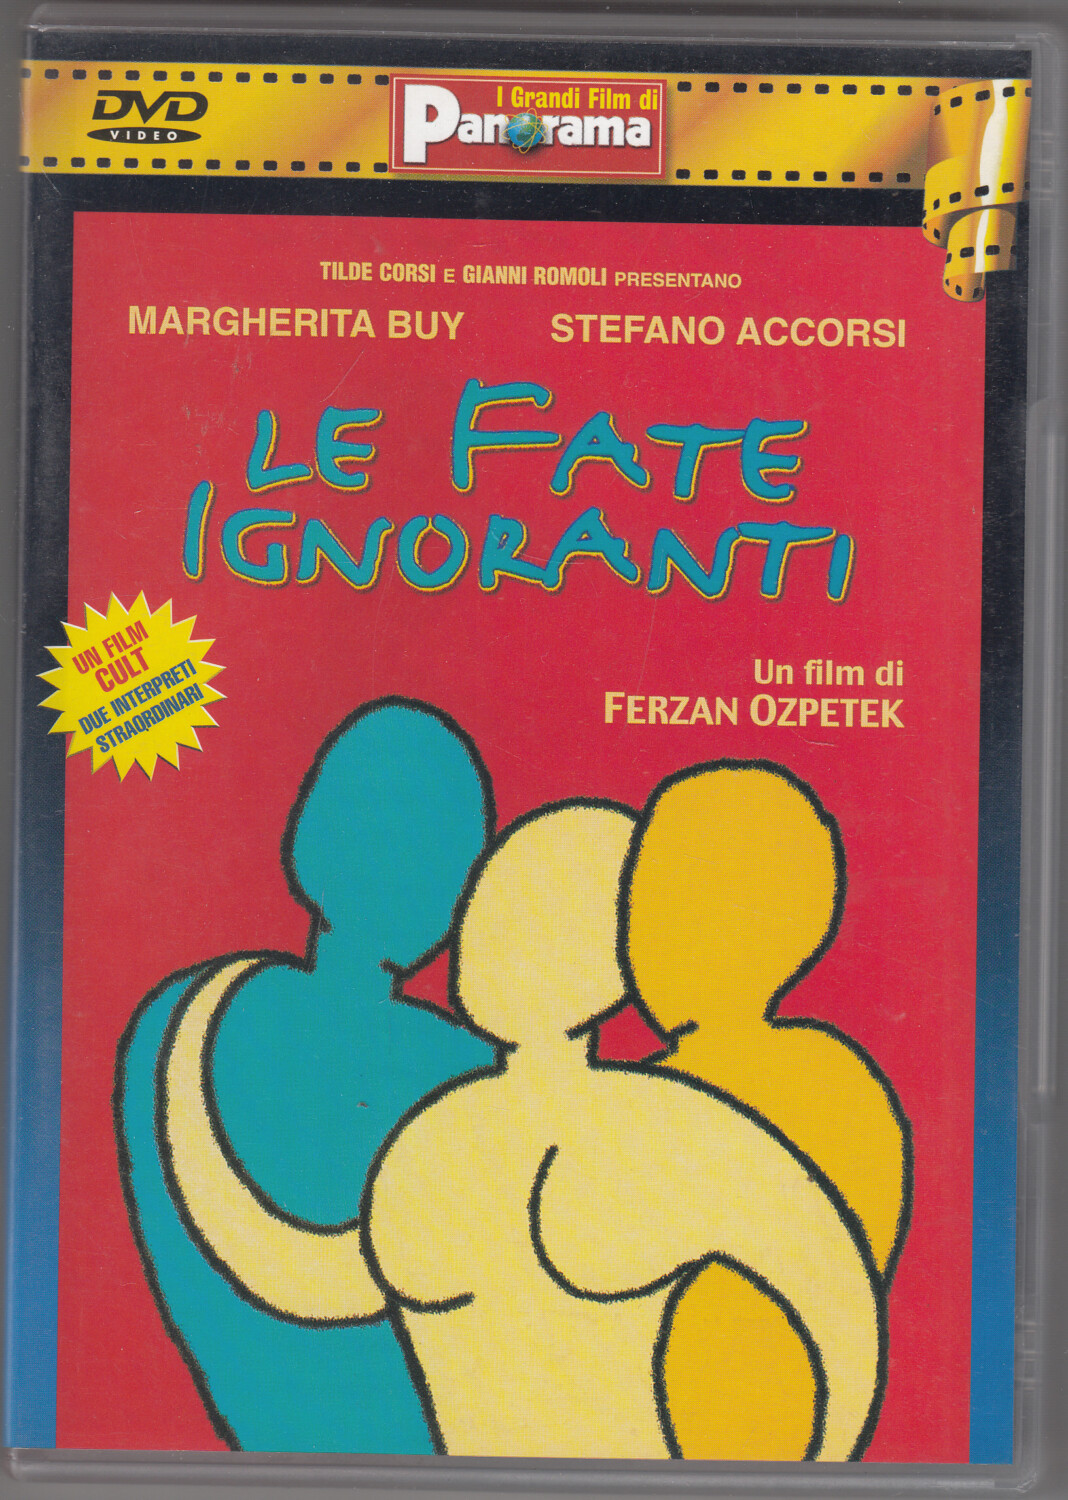 DVD
VIDEO
I Grandi Film di
Panorama
TILDE CORSI E GIANNI ROMOLI PRESENTANO
MARGHERITA BUY STEFANO ACCORSI
LE FATE
IGNORANTI
UN FILM
CULT
DUE INTERPRETI
STRAORDINARI
Un film di
FERZAN OZPETEK